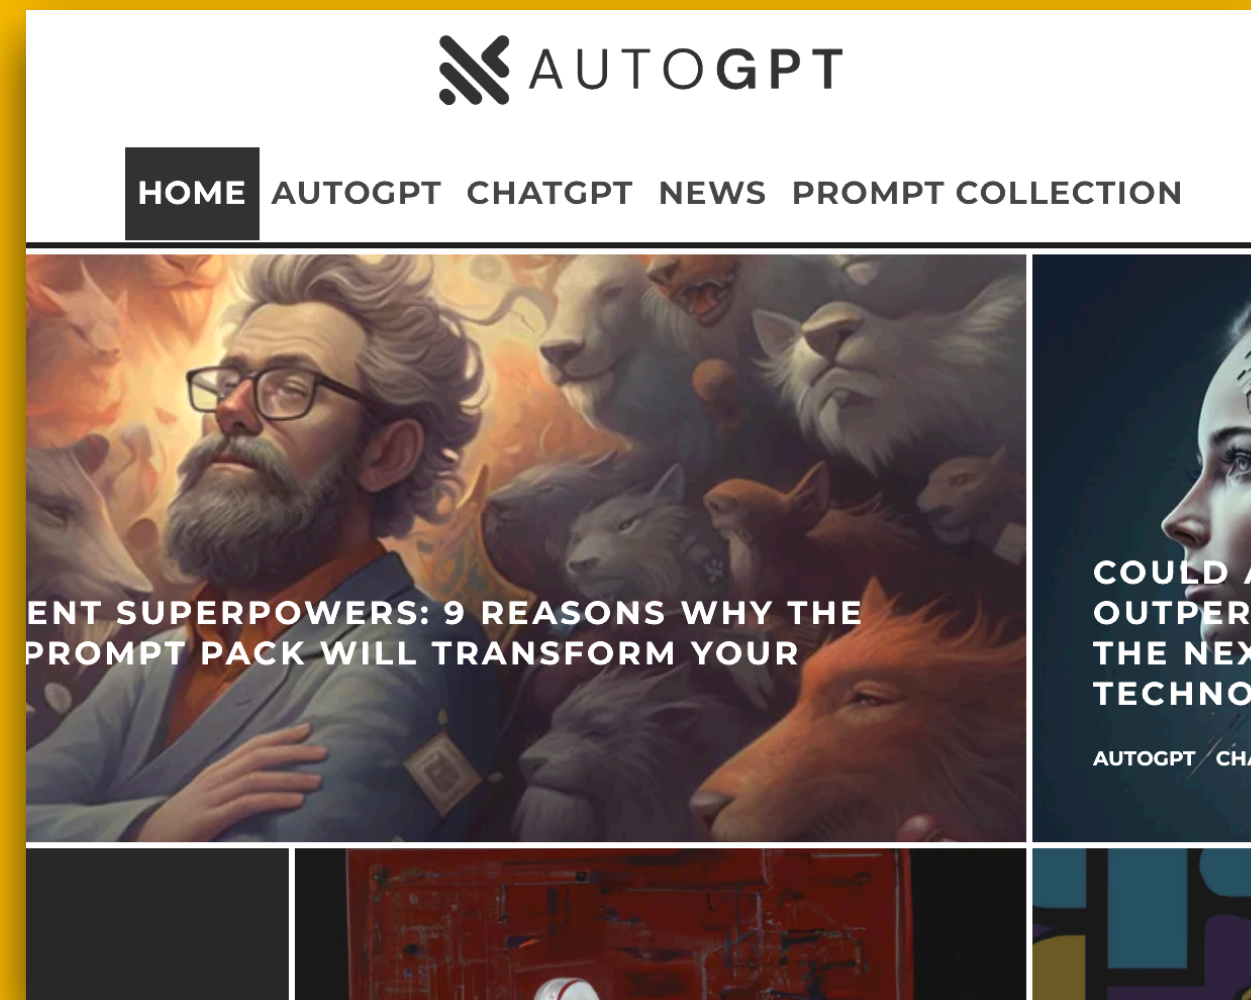 AUTOGPT
HOME AUTOGPT CHATGPT NEWS PROMPT COLLECTION
ENT SUPERPOWERS: 9 REASONS WHY THE
PROMPT PACK WILL TRANSFORM YOUR
COULD
OUTPER
THE NEX
TECHNO
AUTOGPT / CHA